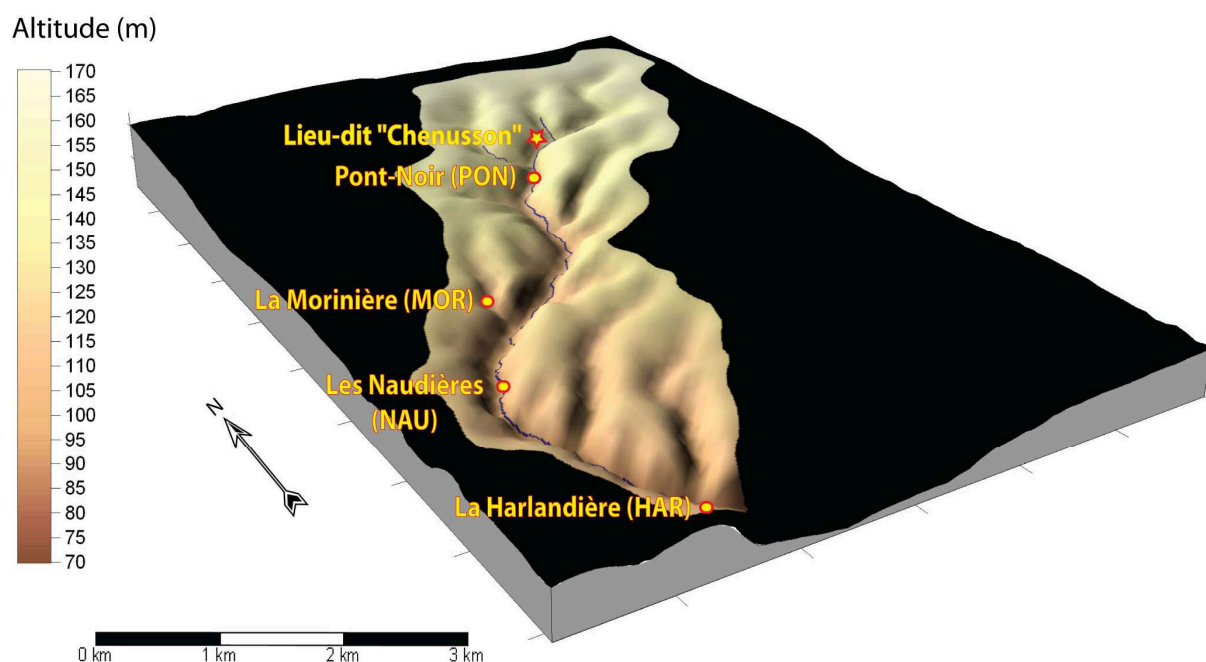 Altitude (m)
170
165
160
155
150
145
140
135
130
125
120
115
110
105
100
95
90
85
80
75
70
Lieu-dit "Chenusson"
Pont-Noir (PON)
La Morinière (MOR)
Les Naudières
(NAU)
La Harlandière (HAR)
N
0 km 1 km 2 km 3 km